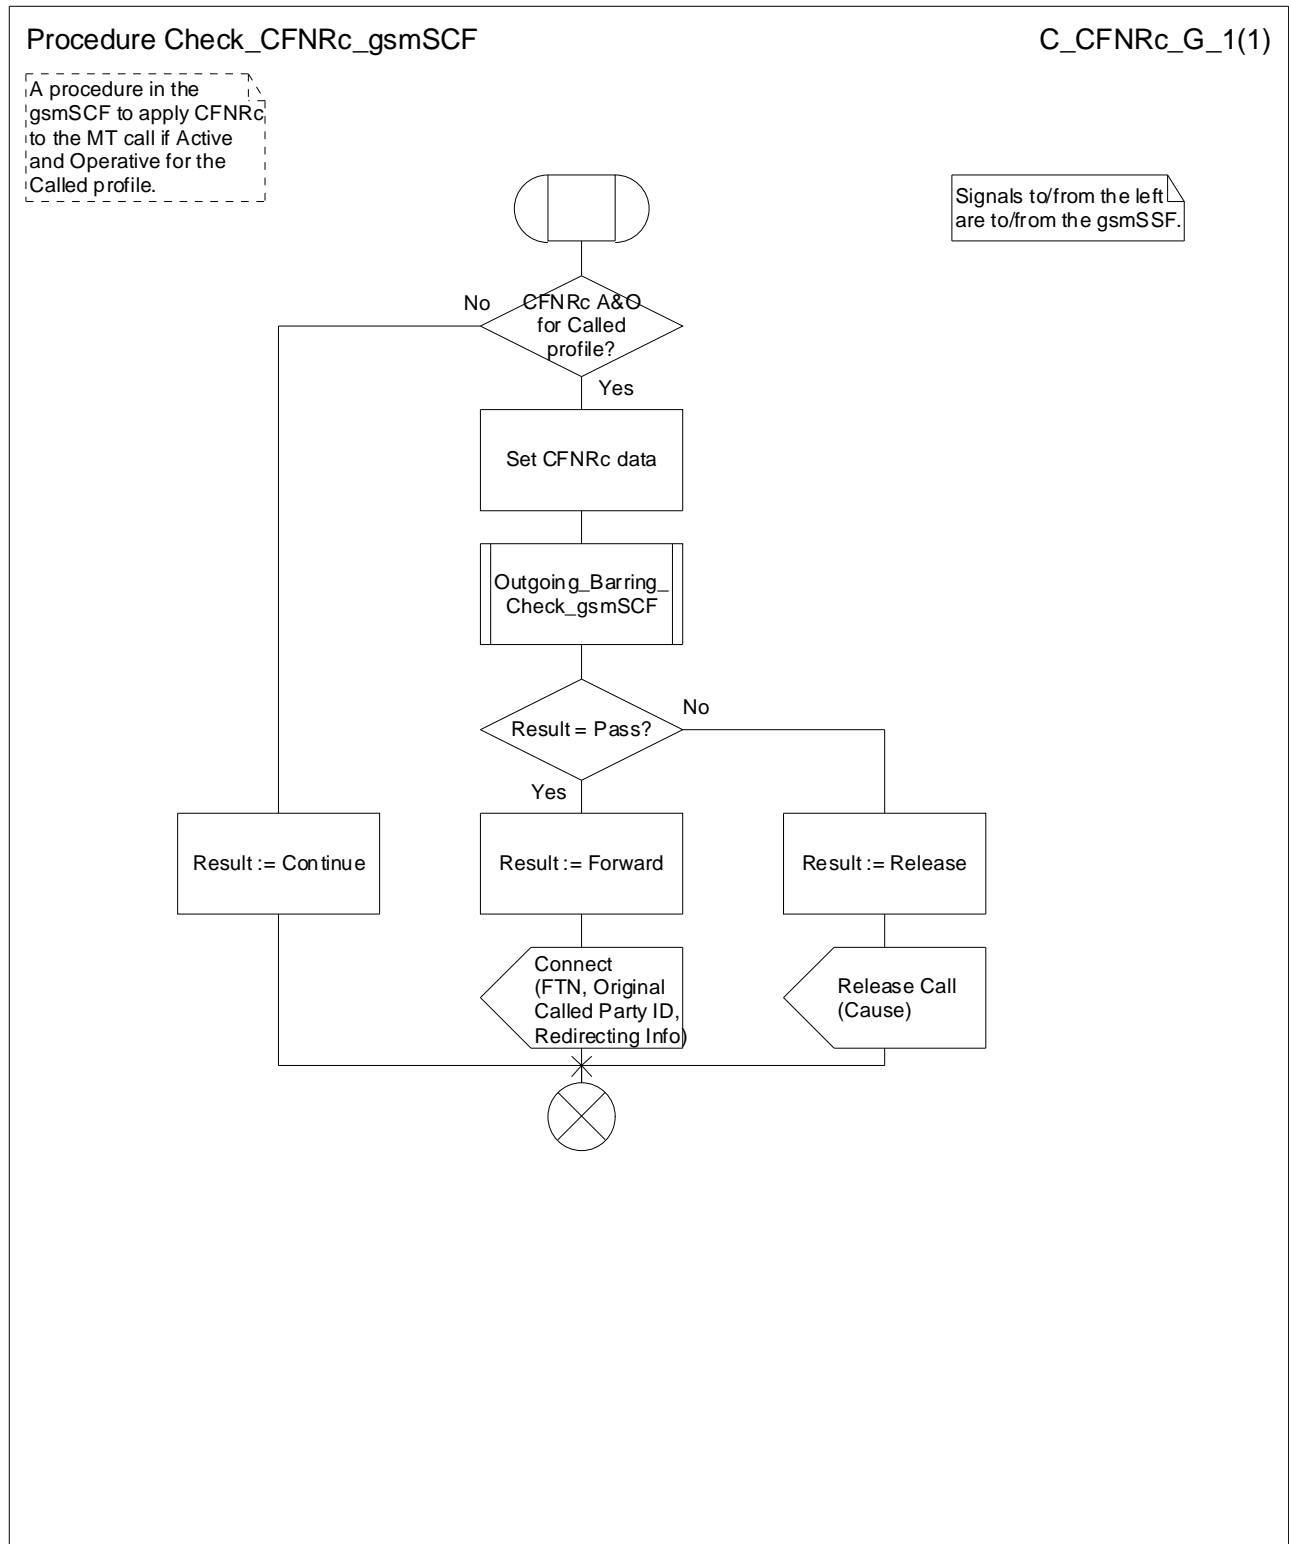 Procedure Check_CFNRc_gsmSCF
C_CFNRc_G_1(1)
A procedure in the
gsmSCF to apply CFNRc
to the MT call if Active
and Operative for the
Called profile.
Signals to/from the left
are to/from the gsmSSF.
No
CFNRc A&O
for Called
profile?
Yes
Set CFNRc data
Outgoing_Barring_
Check_gsmSCF
No
Result = Pass?
Yes
Result := Continue
Result := Forward
Result := Release
Connect
(FTN, Original
Called Party ID,
Redirecting Info)
Release Call
(Cause)